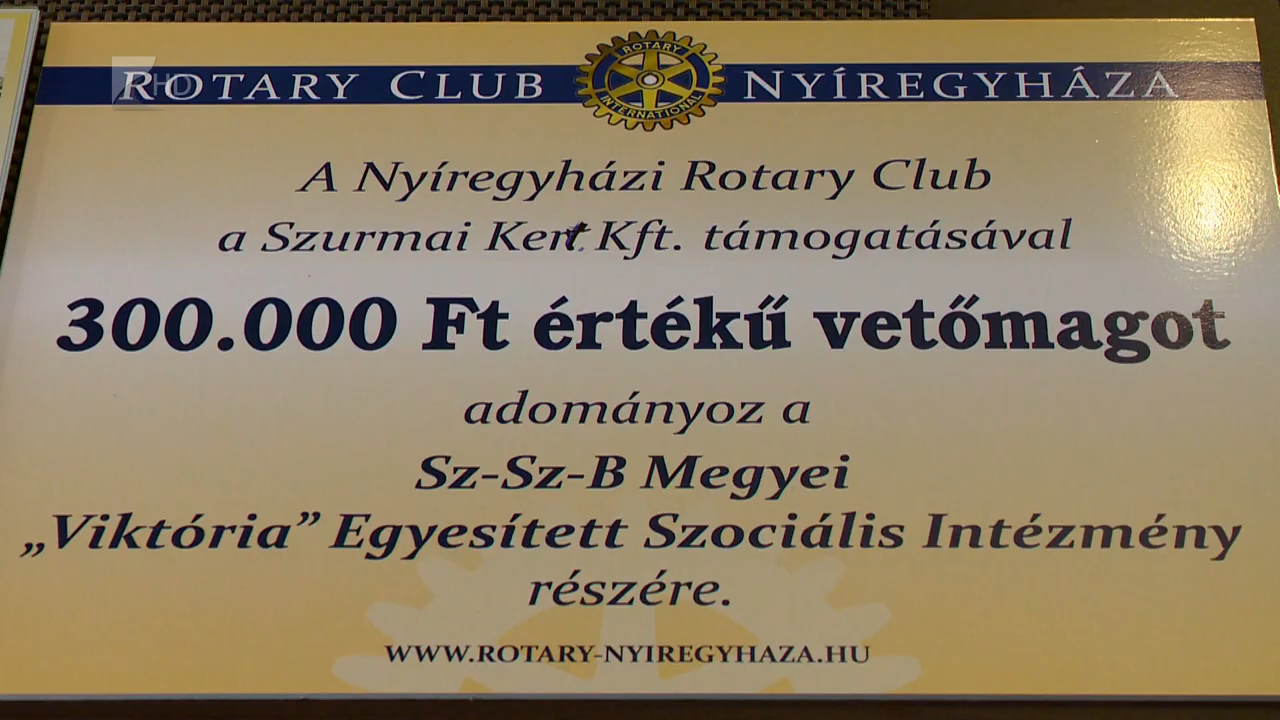 ROTARY CLUB NYÍREGYHÁZA
ROTARY
INTERNATIONAL
7HD
A Nyíregyházi Rotary Club
a Szurmai Kert Kft. támogatásával
300.000 Ft értékű vetőmagot
adományoz a
Sz-Sz-B Megyei
„Viktória” Egyesített Szociális Intézmény
részére.
WWW.ROTARY-NYIREGYHAZA.HU